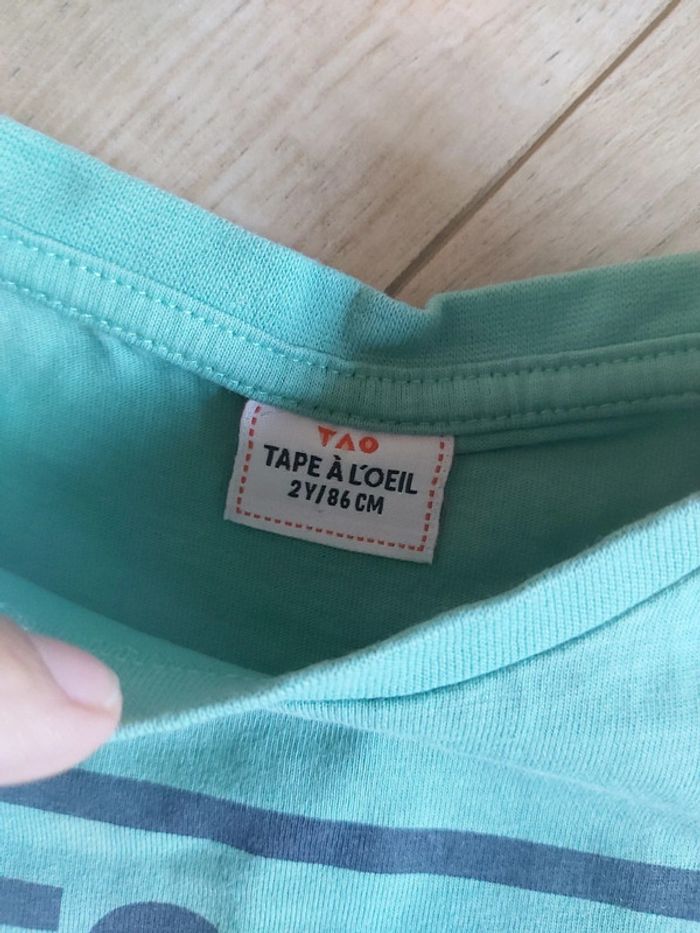 TAO
TAPE À L'OEIL
2Y/86 CM